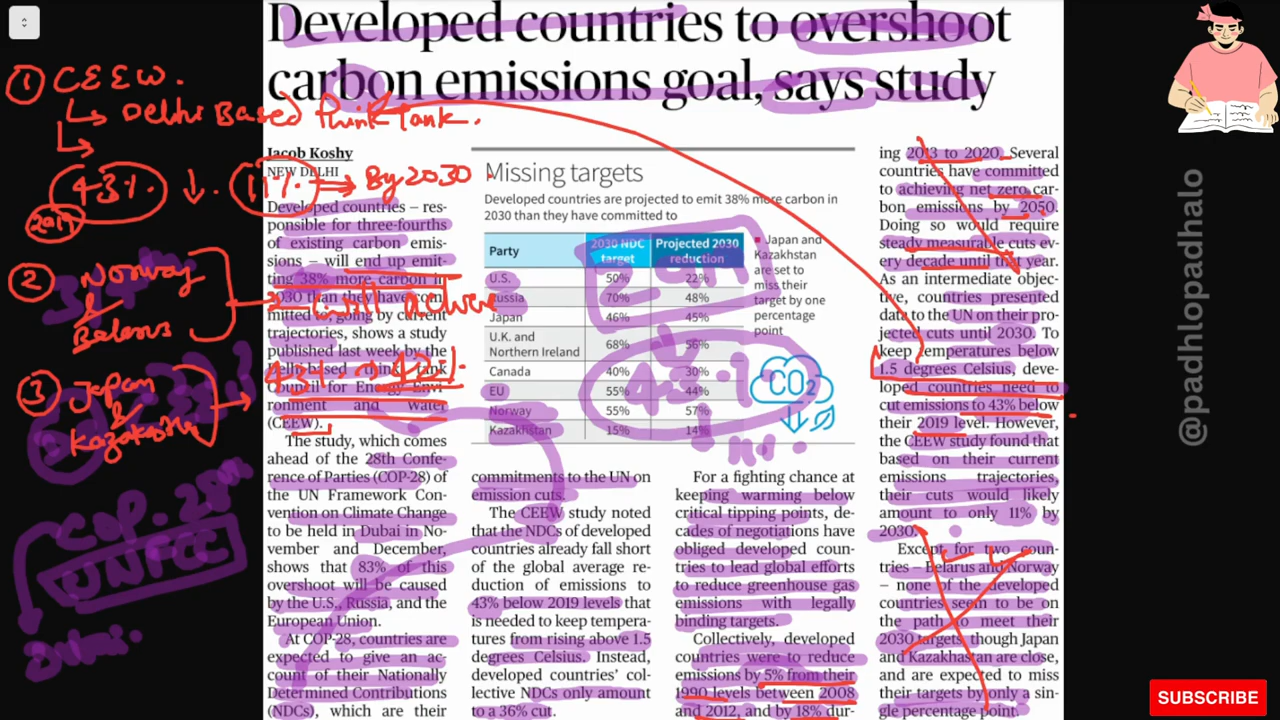 Developed countries to overshoot
carbon emissions goal, says study
① CEEW.
↳ Delhi Based think tank.
↳
43%. ↓. 11% → By 2030
2019
② Norway
&
Belarus
③ Japan
&
43% → 42%.
COP-28th
UNFCC
Dubai
Jacob Koshy
NEW DELHI
Developed countries – res-
ponsible for three-fourths
of existing carbon emis-
sions – will end up emit-
ting 38% more carbon in
2030 than they have com-
mitted to going by current
trajectories, shows a study
published last week by the
Delhi-based think tank
Council for Energy Envi-
ronment and Water
(CEEW).
The study, which comes
ahead of the 28th Confe-
rence of Parties (COP-28) of
the UN Framework Con-
vention on Climate Change
to be held in Dubai in No-
vember and December,
shows that 83% of this
overshoot will be caused
by the U.S., Russia, and the
European Union.
At COP-28, countries are
expected to give an ac-
count of their Nationally
Determined Contributions
(NDCs), which are their
Missing targets
Developed countries are projected to emit 38% more carbon in
2030 than they have committed to
Party 2030 NDC target Projected 2030 reduction
U.S. 50% 22%
Russia 70% 48%
Japan 46% 45%
U.K. and
Northern Ireland 68% 56%
Canada 40% 30%
EU 55% 44%
Norway 55% 57%
Kazakhstan 15% 14%
■ Japan and
Kazakhstan
are set to
miss their
target by one
percentage
point
CO2
43%
commitments to the UN on
emission cuts.
The CEEW study noted
that the NDCs of developed
countries already fall short
of the global average re-
duction of emissions to
43% below 2019 levels that
is needed to keep tempera-
tures from rising above 1.5
degrees Celsius. Instead,
developed countries’ col-
lective NDCs only amount
to a 36% cut.
For a fighting chance at
keeping warming below
critical tipping points, de-
cades of negotiations have
obliged developed coun-
tries to lead global efforts
to reduce greenhouse gas
emissions with legally
binding targets.
Collectively, developed
countries were to reduce
emissions by 5% from their
1990 levels between 2008
and 2012, and by 18% dur-
ing 2013 to 2020. Several
countries have committed
to achieving net zero car-
bon emissions by 2050.
Doing so would require
steady measurable cuts ev-
ery decade until that year.
As an intermediate objec-
tive, countries presented
data to the UN on their pro-
jected cuts until 2030. To
keep temperatures below
1.5 degrees Celsius, deve-
loped countries need to
cut emissions to 43% below
their 2019 level. However,
the CEEW study found that
based on their current
emissions trajectories,
their cuts would likely
amount to only 11% by
2030.
Except for two coun-
tries – Belarus and Norway
– none of the developed
countries seem to be on
the path to meet their
2030 targets, though Japan
and Kazakhastan are close,
and are expected to miss
their targets by only a sin-
gle percentage point.
@padhlopadhalo
SUBSCRIBE